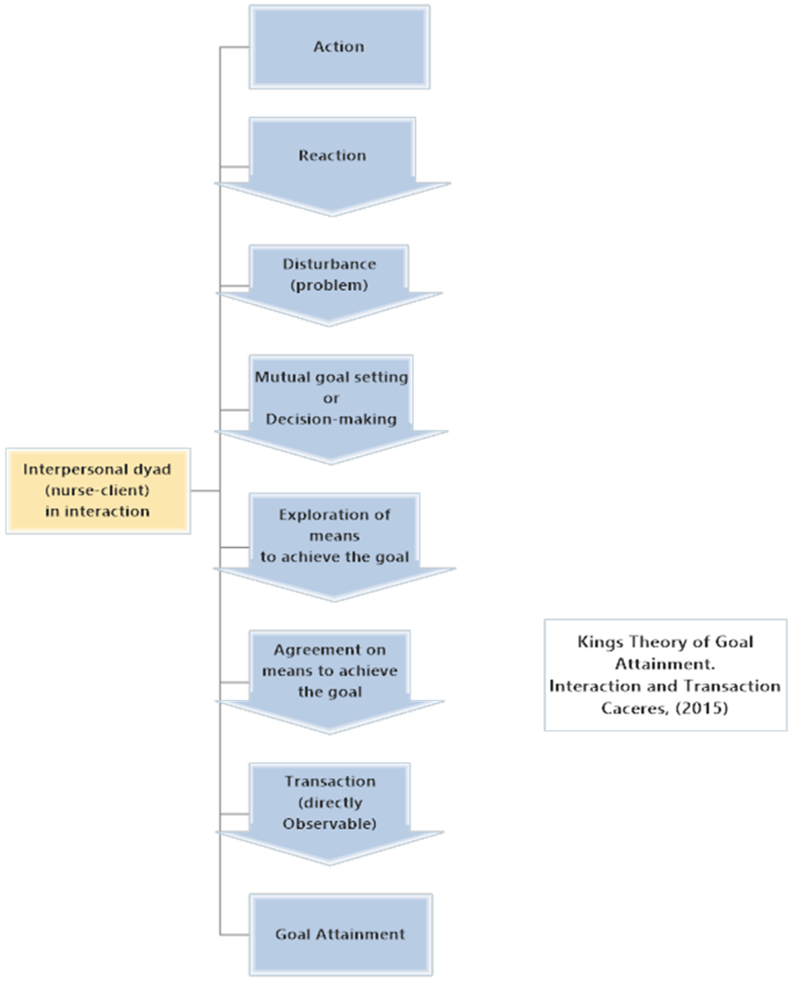 Action
Reaction
Disturbance
(problem)
Mutual goal setting
or
Decision-making
Interpersonal dyad
(nurse-client)
in interaction
Exploration of
means
to achieve the goal
Agreement on
means to achieve
the goal
Kings Theory of Goal
Attainment.
Interaction and Transaction
Caceres, (2015)
Transaction
(directly
Observable)
Goal Attainment